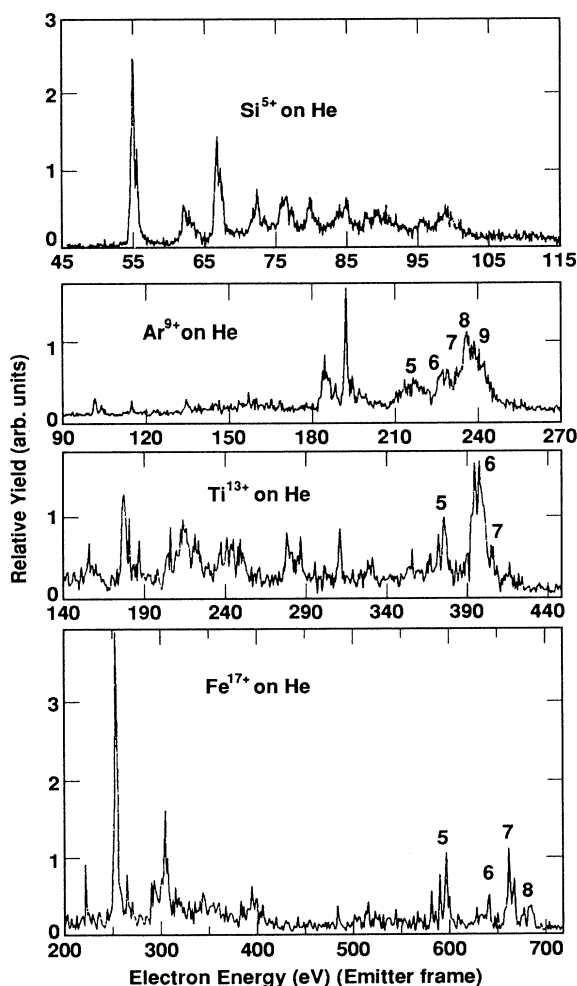 3
Si5+ on He
2
1
0
45 55 65 75 85 95 105 115
Ar9+ on He
8
7
9
6
5
1
0
90 120 150 180 210 240 270
Ti13+ on He
6
5
7
1
0
140 190 240 290 340 390 440
Fe17+ on He
3
2
7
5
6
8
1
0
200 300 400 500 600 700
Relative Yield (arb. units)
Electron Energy (eV) (Emitter frame)